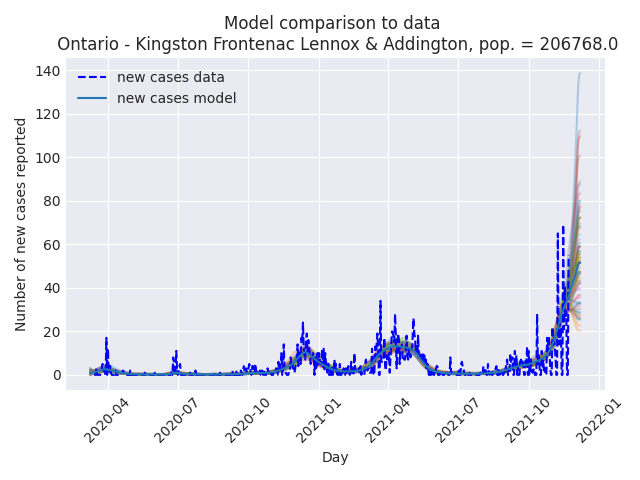 Model comparison to data
Ontario - Kingston Frontenac Lennox & Addington, pop. = 206768.0
new cases data
new cases model
Number of new cases reported
140
120
100
80
60
40
20
0
2020-04
2020-07
2020-10
2021-01
2021-04
2021-07
2021-10
2022-01
Day